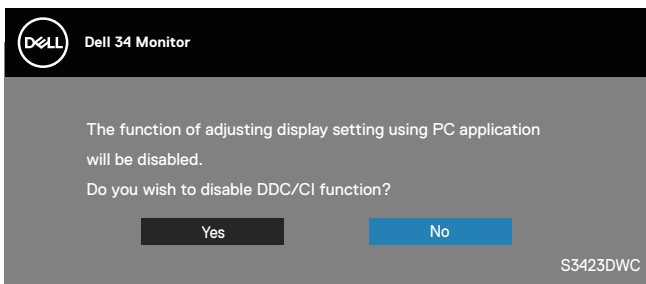 DELL
Dell 34 Monitor
The function of adjusting display setting using PC application
will be disabled.
Do you wish to disable DDC/CI function?
Yes No
S3423DWC